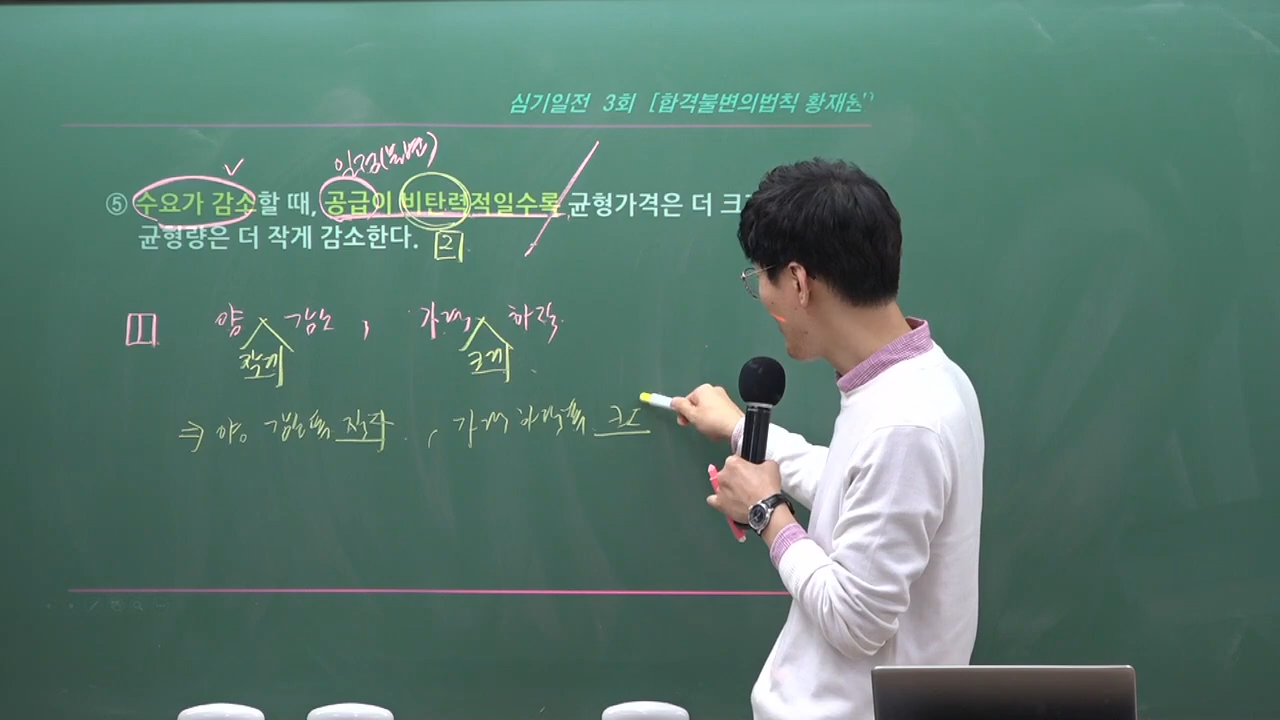 심기일전 3회 [합격불변의법칙 황재원]
일정(불변)
⑤ 수요가 감소할 때, 공급이 비탄력적일수록 균형가격은 더 크
균형량은 더 작게 감소한다.
2
1 양 감소, 가격, 하락.
작게 크게
⇒ 양 감소폭 작다. , 가격 하락폭 크